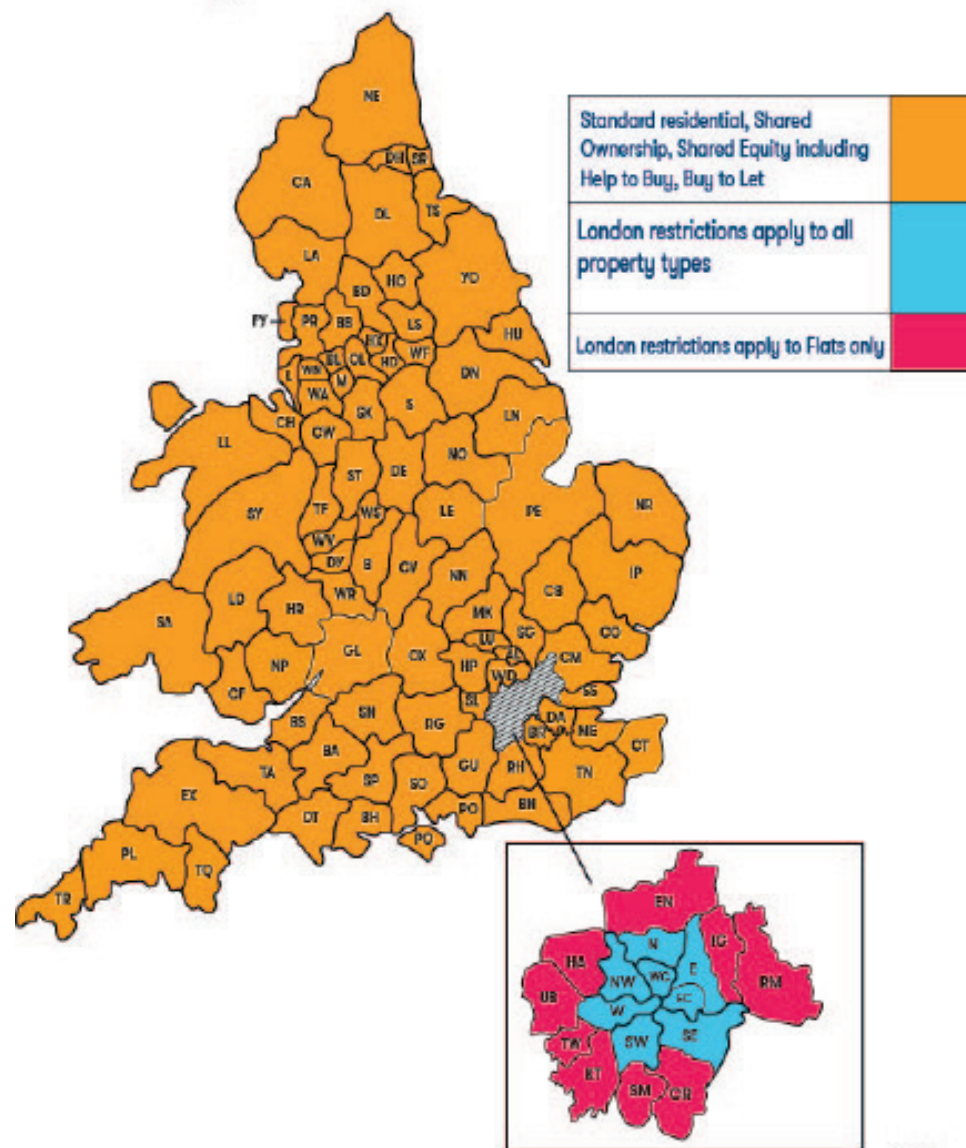 NE
Standard residential, Shared
Ownership, Shared Equity including
Help to Buy, Buy to Let
DH SR
CA
DL
TS
London restrictions apply to all
property types
LA
YO
BD
HO
FY
PR
BB
LS
HU
London restrictions apply to Flats only
HX
BL
OL
HD
WF
DN
L
WN
M
WA
SK
S
LN
CH
CW
LL
ST
DE
NO
TF
WS
LE
PE
NR
SY
WV
DY
B
CV
NN
CB
IP
WR
LD
HR
MK
SA
SG
CO
LU
NP
GL
OX
AL
CM
HP
WD
CF
SL
SS
BS
SN
RG
DA
ME
BR
CT
BA
TA
GU
RH
TN
SP
SO
EX
DT
BH
PO
BN
PO
PL
TQ
TR
EN
N
IG
HA
E
NW
WC
RM
UB
EC
W
SE
SW
TW
KT
SM
CR